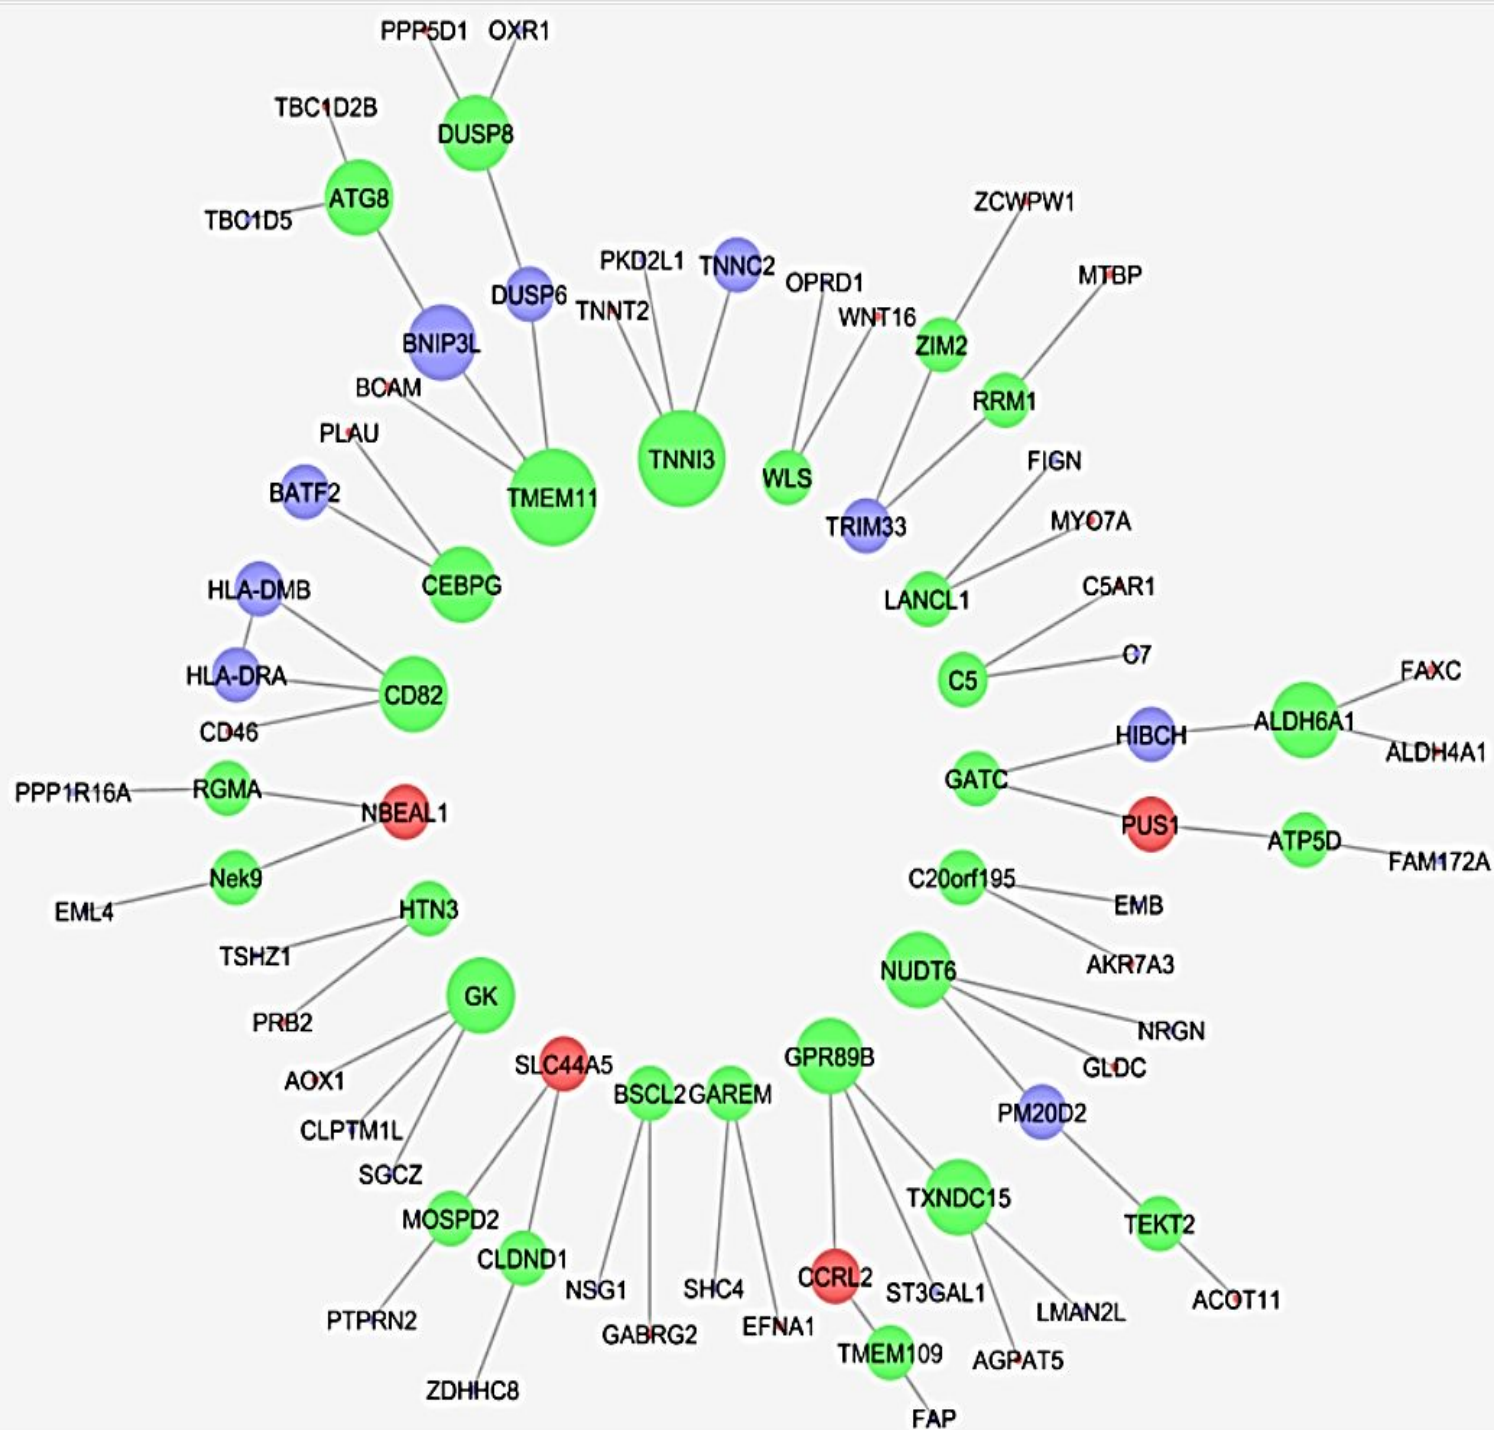 PPP5D1
OXR1
TBC1D2B
DUSP8
ATG8
TBC1D5
ZCWPW1
PKD2L1
TNNC2
MTBP
OPRD1
DUSP6
TNNT2
WNT16
BNIP3L
ZIM2
BCAM
RRM1
PLAU
TNNI3
FIGN
WLS
BATF2
TMEM11
MYO7A
TRIM33
CEBPG
C5AR1
HLA-DMB
LANCL1
C7
FAXC
HLA-DRA
C5
CD82
ALDH6A1
CD46
HIBCH
ALDH4A1
GATC
RGMA
PPP1R16A
NBEAL1
PUS1
ATP5D
FAM172A
Nek9
C20orf195
EMB
HTN3
EML4
TSHZ1
AKR7A3
NUDT6
GK
PRB2
NRGN
GPR89B
SLC44A5
GLDC
AOX1
BSCL2
GAREM
PM20D2
CLPTM1L
SGCZ
TXNDC15
MOSPD2
TEKT2
CLDND1
CCRL2
NSG1
SHC4
ST3GAL1
ACOT11
LMAN2L
PTPRN2
EFNA1
GABRG2
TMEM109
AGPAT5
ZDHHC8
FAP